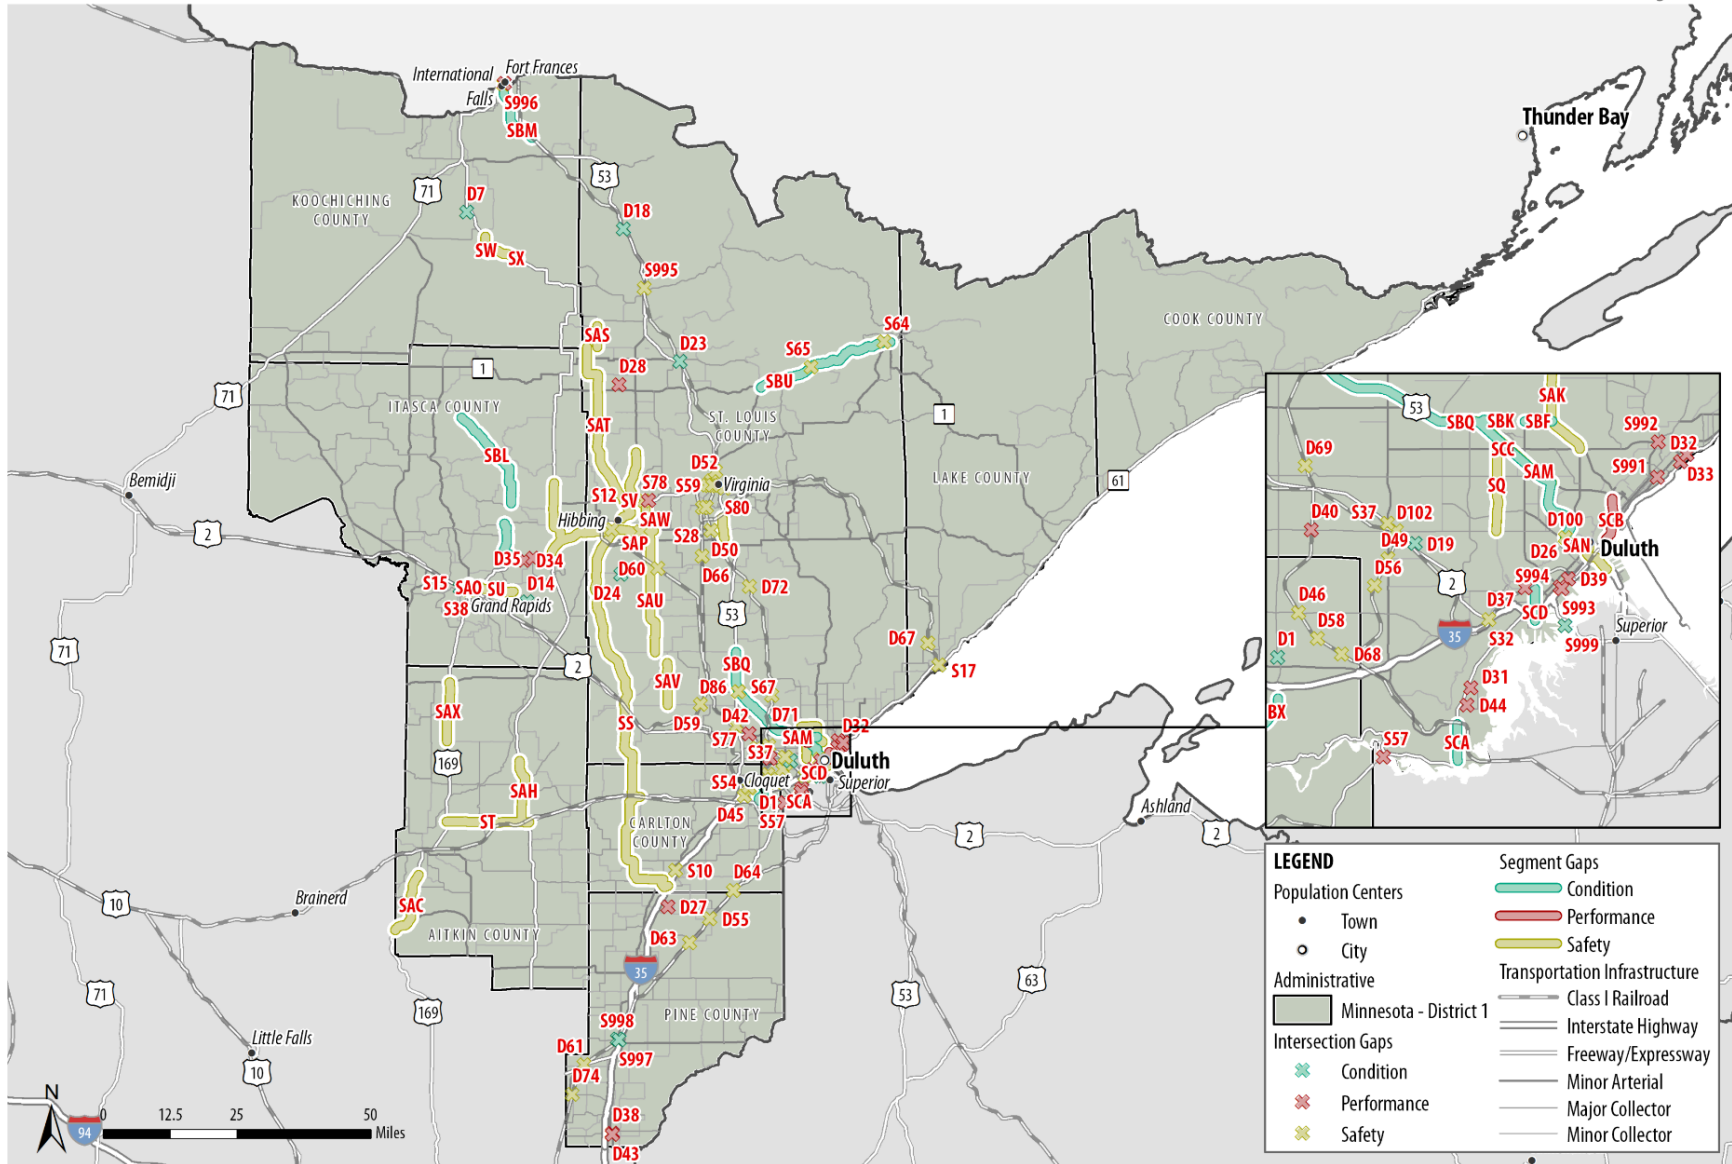 International
Fort Frances
Falls
S996
SBM
Thunder Bay
53
71
KOOCHICHING
COUNTY
D7
D18
SW
SX
S995
COOK COUNTY
S64
SAS
D23
S65
1
D28
SBU
71
ITASCA COUNTY
SAT
ST. LOUIS
COUNTY
1
SBL
D52
LAKE COUNTY
61
Bemidji
S78
S59
Virginia
S12
SV
S80
Hibbing
SAW
S28
2
SAP
D50
D35
D34
D60
D66
S15
SAO
SU
D14
D24
D72
S38
Grand Rapids
SAU
53
71
D67
2
SBQ
S17
SAV
D86
S67
SAX
SS
D59
D42
D71
D32
S77
SAM
169
S37
Duluth
SCD
S54
Cloquet
Superior
SAH
D1
SCA
Ashland
ST
D45
S57
CARLTON
COUNTY
2
2
S10
D64
Brainerd
10
SAC
D27
D55
AITKIN COUNTY
D63
35
63
71
53
169
S998
PINE COUNTY
Little Falls
D61
S997
10
D74
N
0
12.5
25
50
Miles
94
D38
D43
53
SAK
SBQ
SBK
SBF
S992
D32
SCC
D69
SAM
S991
D33
SQ
D40
S37
D102
D100
SCB
D49
D19
D26
SAN
Duluth
D56
2
S994
D39
D46
D37
SCD
S993
D58
35
S32
Superior
D1
D68
S999
D31
BX
D44
S57
SCA
LEGEND
Population Centers
Town
City
Administrative
Minnesota - District 1
Intersection Gaps
Condition
Performance
Safety
Segment Gaps
Condition
Performance
Safety
Transportation Infrastructure
Class I Railroad
Interstate Highway
Freeway/Expressway
Minor Arterial
Major Collector
Minor Collector